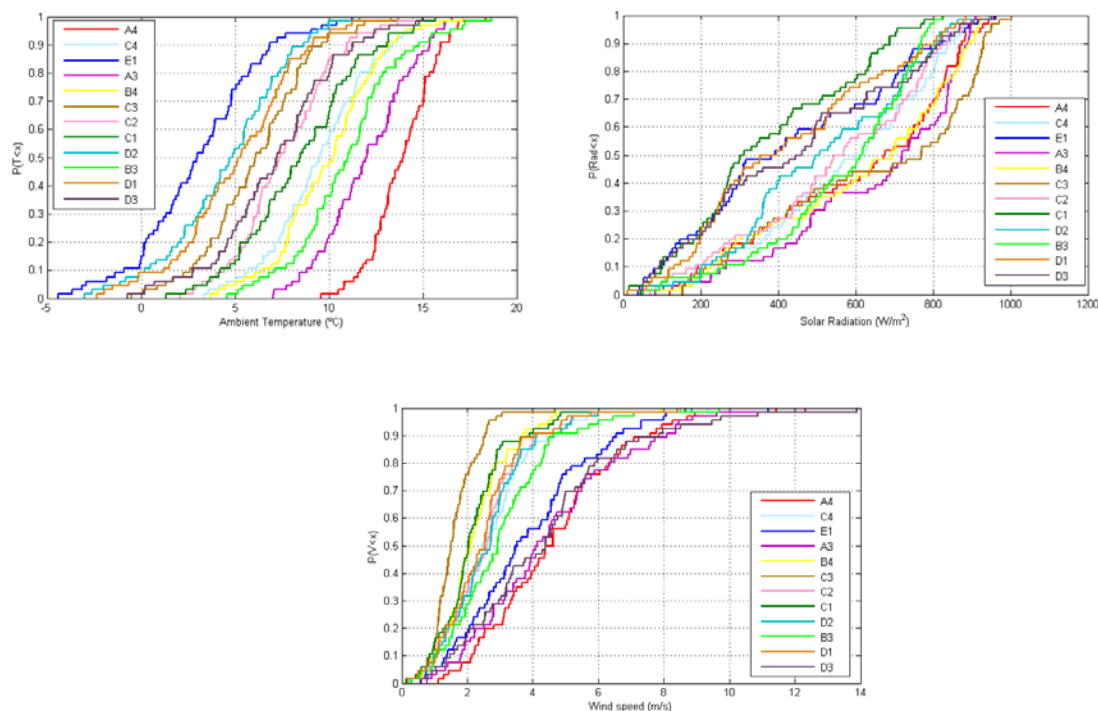 1
0.9
0.8
0.7
0.6
0.5
0.4
0.3
0.2
0.1
0
P(T<x)
A4
C4
E1
A3
B4
C3
C2
C1
D2
B3
D1
D3
-5 0 5 10 15 20
Ambient Temperature (ºC)
1
0.9
0.8
0.7
0.6
0.5
0.4
0.3
0.2
0.1
0
P(Rad<x)
A4
C4
E1
A3
B4
C3
C2
C1
D2
B3
D1
D3
200 400 600 800 1000 1200
Solar Radiation (W/m²)
1
0.9
0.8
0.7
0.6
0.5
0.4
0.3
0.2
0.1
0
P(V<x)
A4
C4
E1
A3
B4
C3
C2
C1
D2
B3
D1
D3
0 2 4 6 8 10 12 14
Wind speed (m/s)